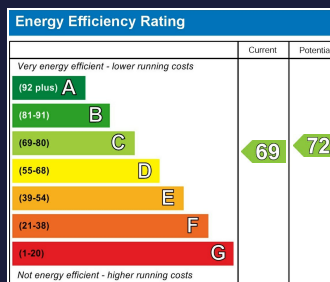 Energy Efficiency Rating
Current Potentia
Very energy efficient - lower running costs
(92 plus) A
(81-91) B
(69-80) C 69 72
(55-68) D
(39-54) E
(21-38) F
(1-20) G
Not energy efficient - higher running costs